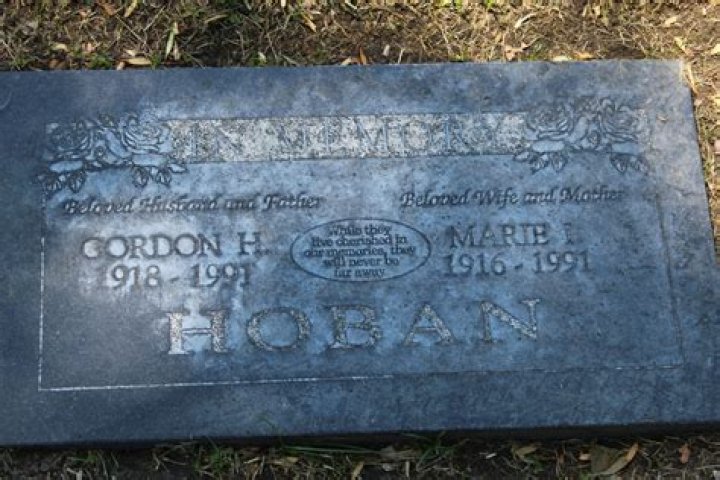 IN MEMORY
Beloved Husband and Father
Beloved Wife and Mother
GORDON H.
1918 - 1991
While they
live cherished in
our memories, they
will never be
far away
MARIE I.
1916 - 1991
HOBAN